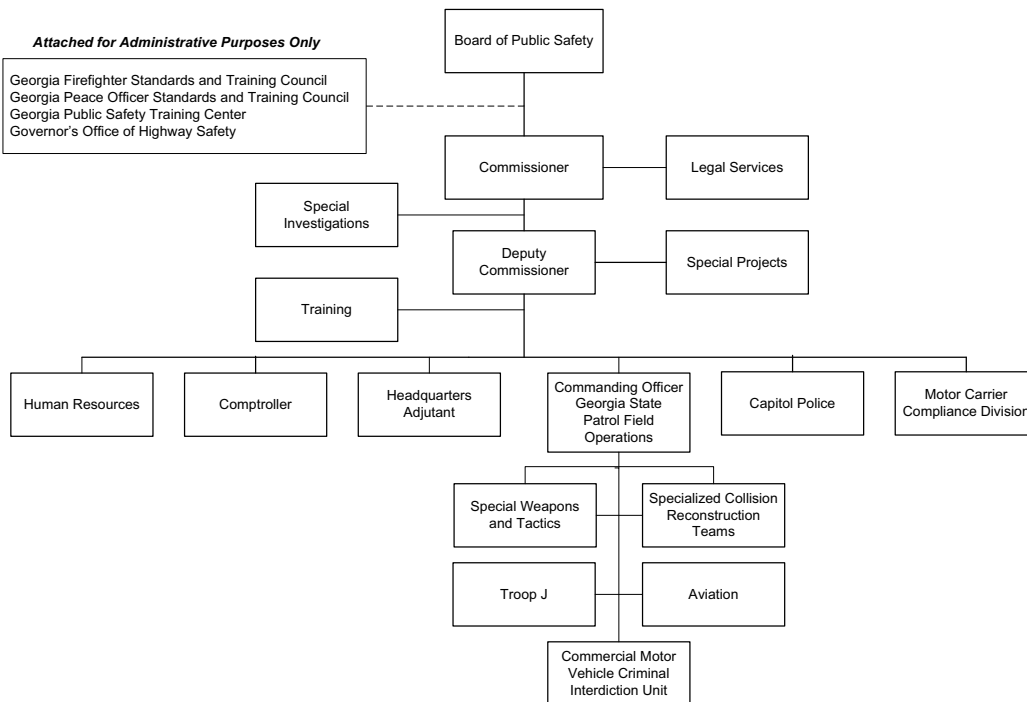 Board of Public Safety
Attached for Administrative Purposes Only
Georgia Firefighter Standards and Training Council
Georgia Peace Officer Standards and Training Council
Georgia Public Safety Training Center
Governor's Office of Highway Safety
Commissioner
Legal Services
Special
Investigations
Deputy
Commissioner
Special Projects
Training
Human Resources
Comptroller
Headquarters
Adjutant
Commanding Officer
Georgia State
Patrol Field
Operations
Capitol Police
Motor Carrier
Compliance Division
Special Weapons
and Tactics
Specialized Collision
Reconstruction
Teams
Troop J
Aviation
Commercial Motor
Vehicle Criminal
Interdiction Unit